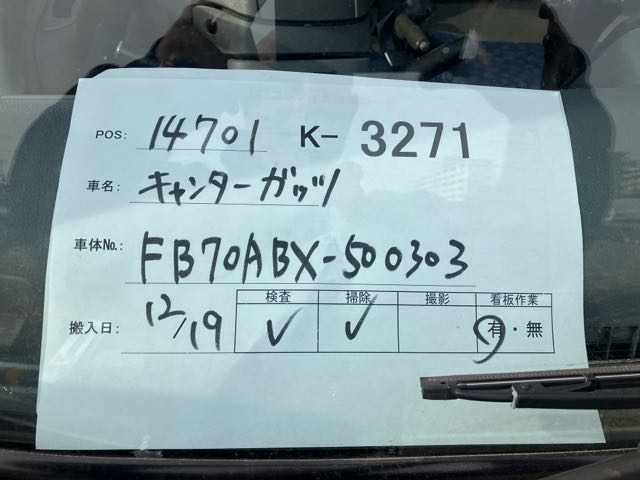 POS: 14701 K- 3271
車名: キャンターガッツ
車体No.: FB70ABX-500303
検査 掃除 撮影 看板作業
搬入日: 12/19 ✓ ✓ 有・無